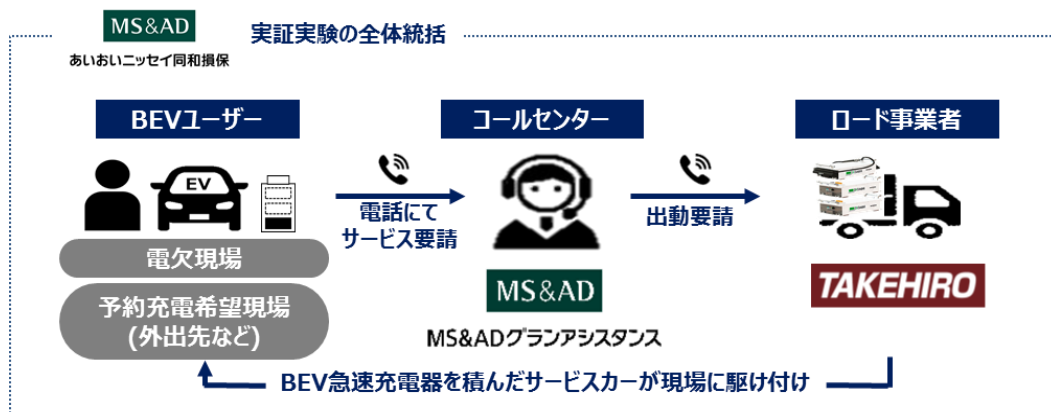 MS&AD
あいおいニッセイ同和損保
実証実験の全体統括
BEVユーザー
コールセンター
ロード事業者
EV
電話にて
サービス要請
出動要請
電欠現場
予約充電希望現場
(外出先など)
MS&AD
MS&ADグランアシスタンス
TAKEHIRO
BEV急速充電器を積んだサービスカーが現場に駆け付け